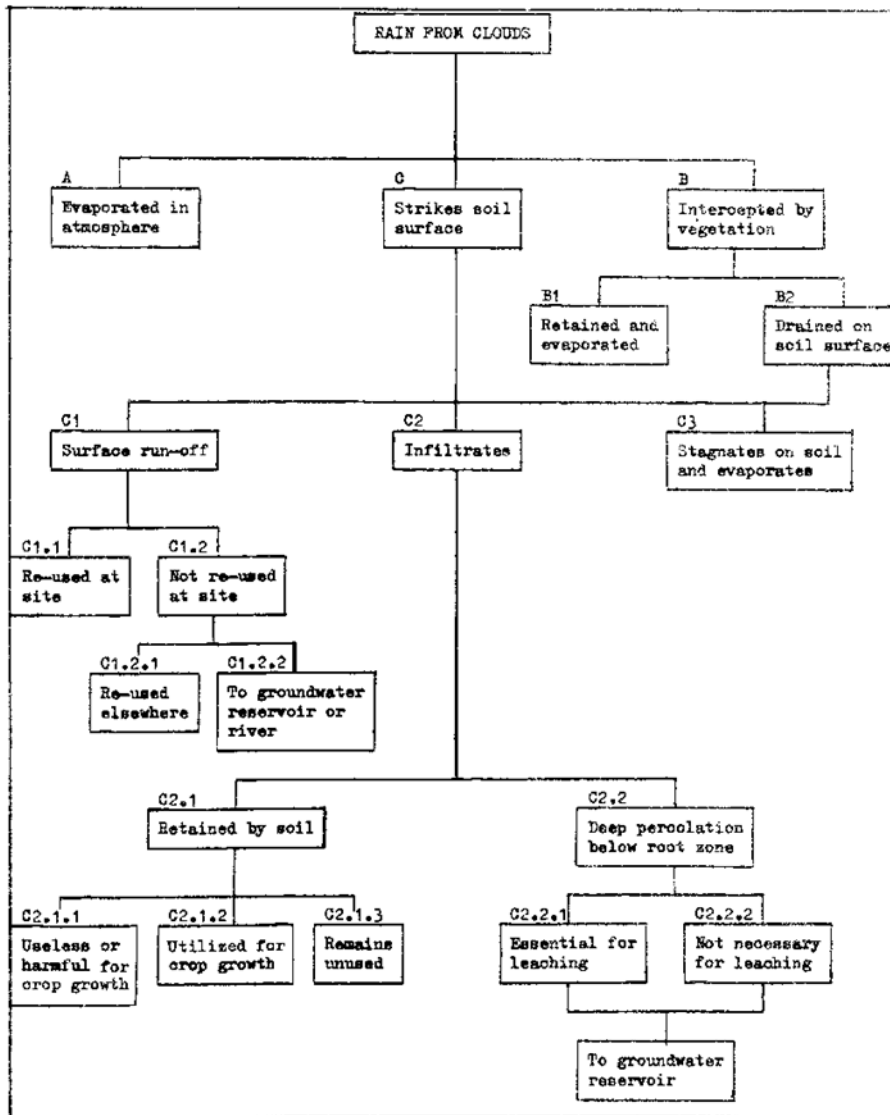 RAIN FROM CLOUDS
A
Evaporated in
atmosphere
C
Strikes soil
surface
B
Intercepted by
vegetation
B1
Retained and
evaporated
B2
Drained on
soil surface
C1
Surface run-off
C2
Infiltrates
C3
Stagnates on soil
and evaporates
C1.1
Re-used at
site
C1.2
Not re-used
at site
C1.2.1
Re-used
elsewhere
C1.2.2
To groundwater
reservoir or
river
C2.1
Retained by soil
C2.2
Deep percolation
below root zone
C2.1.1
Useless or
harmful for
crop growth
C2.1.2
Utilized for
crop growth
C2.1.3
Remains
unused
C2.2.1
Essential for
leaching
C2.2.2
Not necessary
for leaching
To groundwater
reservoir